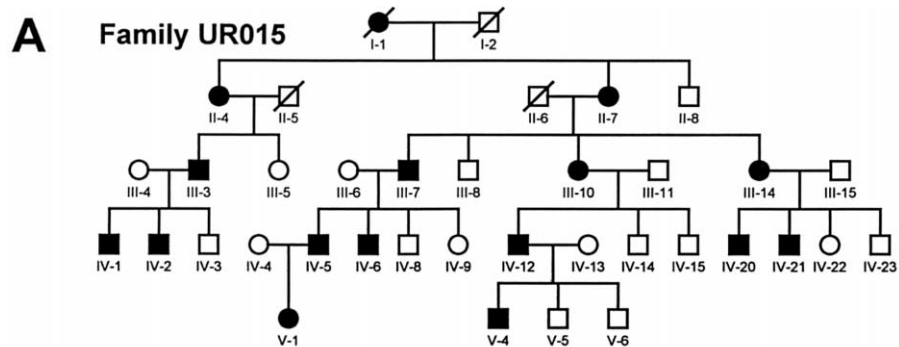 A Family UR015
I-1 I-2
II-4 II-5 II-6 II-7 II-8
III-4 III-3 III-5 III-6 III-7 III-8 III-10 III-11 III-14 III-15
IV-1 IV-2 IV-3 IV-4 IV-5 IV-6 IV-8 IV-9 IV-12 IV-13 IV-14 IV-15 IV-20 IV-21 IV-22 IV-23
V-1 V-4 V-5 V-6